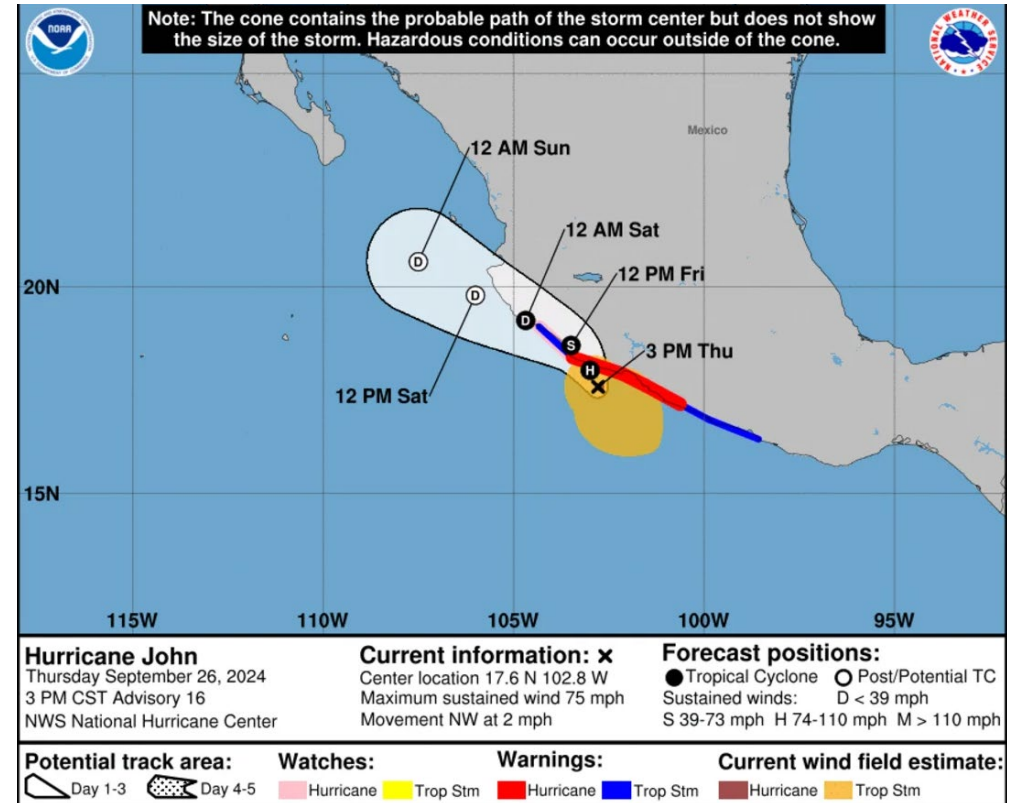 Note: The cone contains the probable path of the storm center but does not show
the size of the storm. Hazardous conditions can occur outside of the cone.
NOAA
NATIONAL WEATHER SERVICE
Mexico
12 AM Sun
12 AM Sat
12 PM Fri
D
20N
D
D
S
3 PM Thu
H
12 PM Sat
15N
115W 110W 105W 100W 95W
Hurricane John
Thursday September 26, 2024
3 PM CST Advisory 16
NWS National Hurricane Center
Current information: x
Center location 17.6 N 102.8 W
Maximum sustained wind 75 mph
Movement NW at 2 mph
Forecast positions:
Tropical Cyclone Post/Potential TC
Sustained winds: D < 39 mph
S 39-73 mph H 74-110 mph M > 110 mph
Potential track area:
Day 1-3 Day 4-5
Watches:
Hurricane Trop Stm
Warnings:
Hurricane Trop Stm
Current wind field estimate:
Hurricane Trop Stm